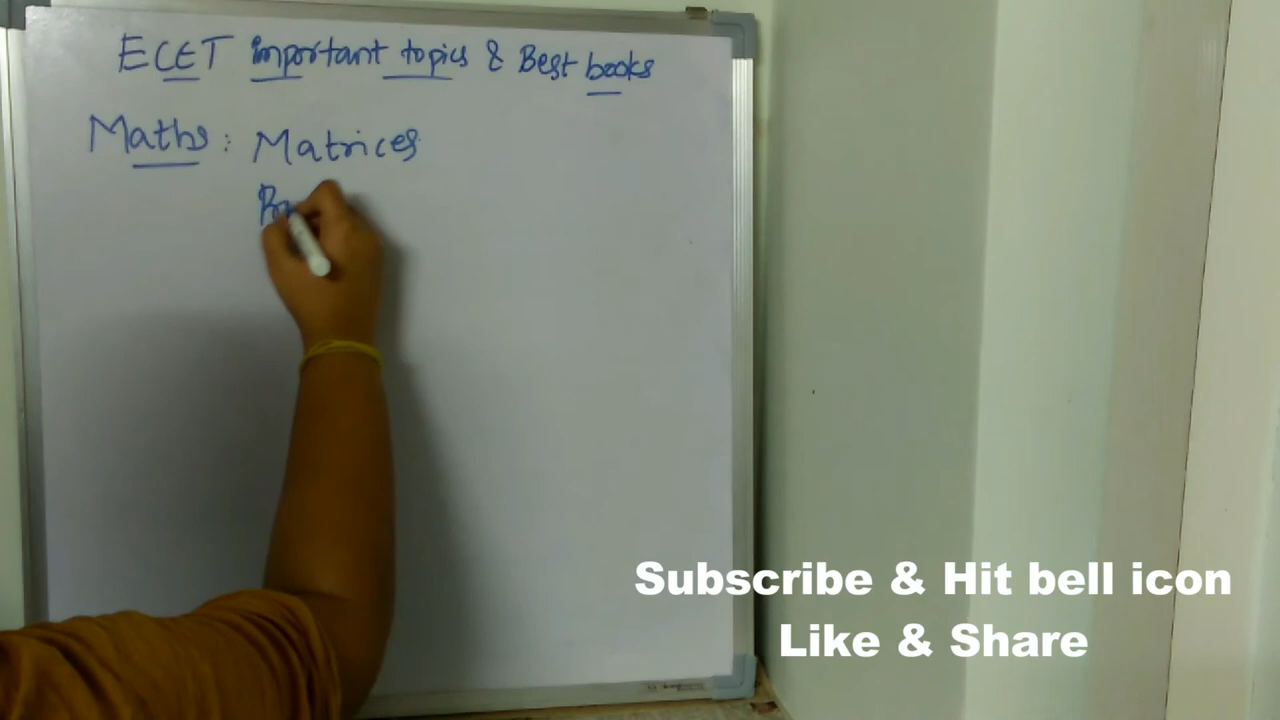 ECET Important topics & Best books
Maths : Matrices
Subscribe & Hit bell icon
Like & Share